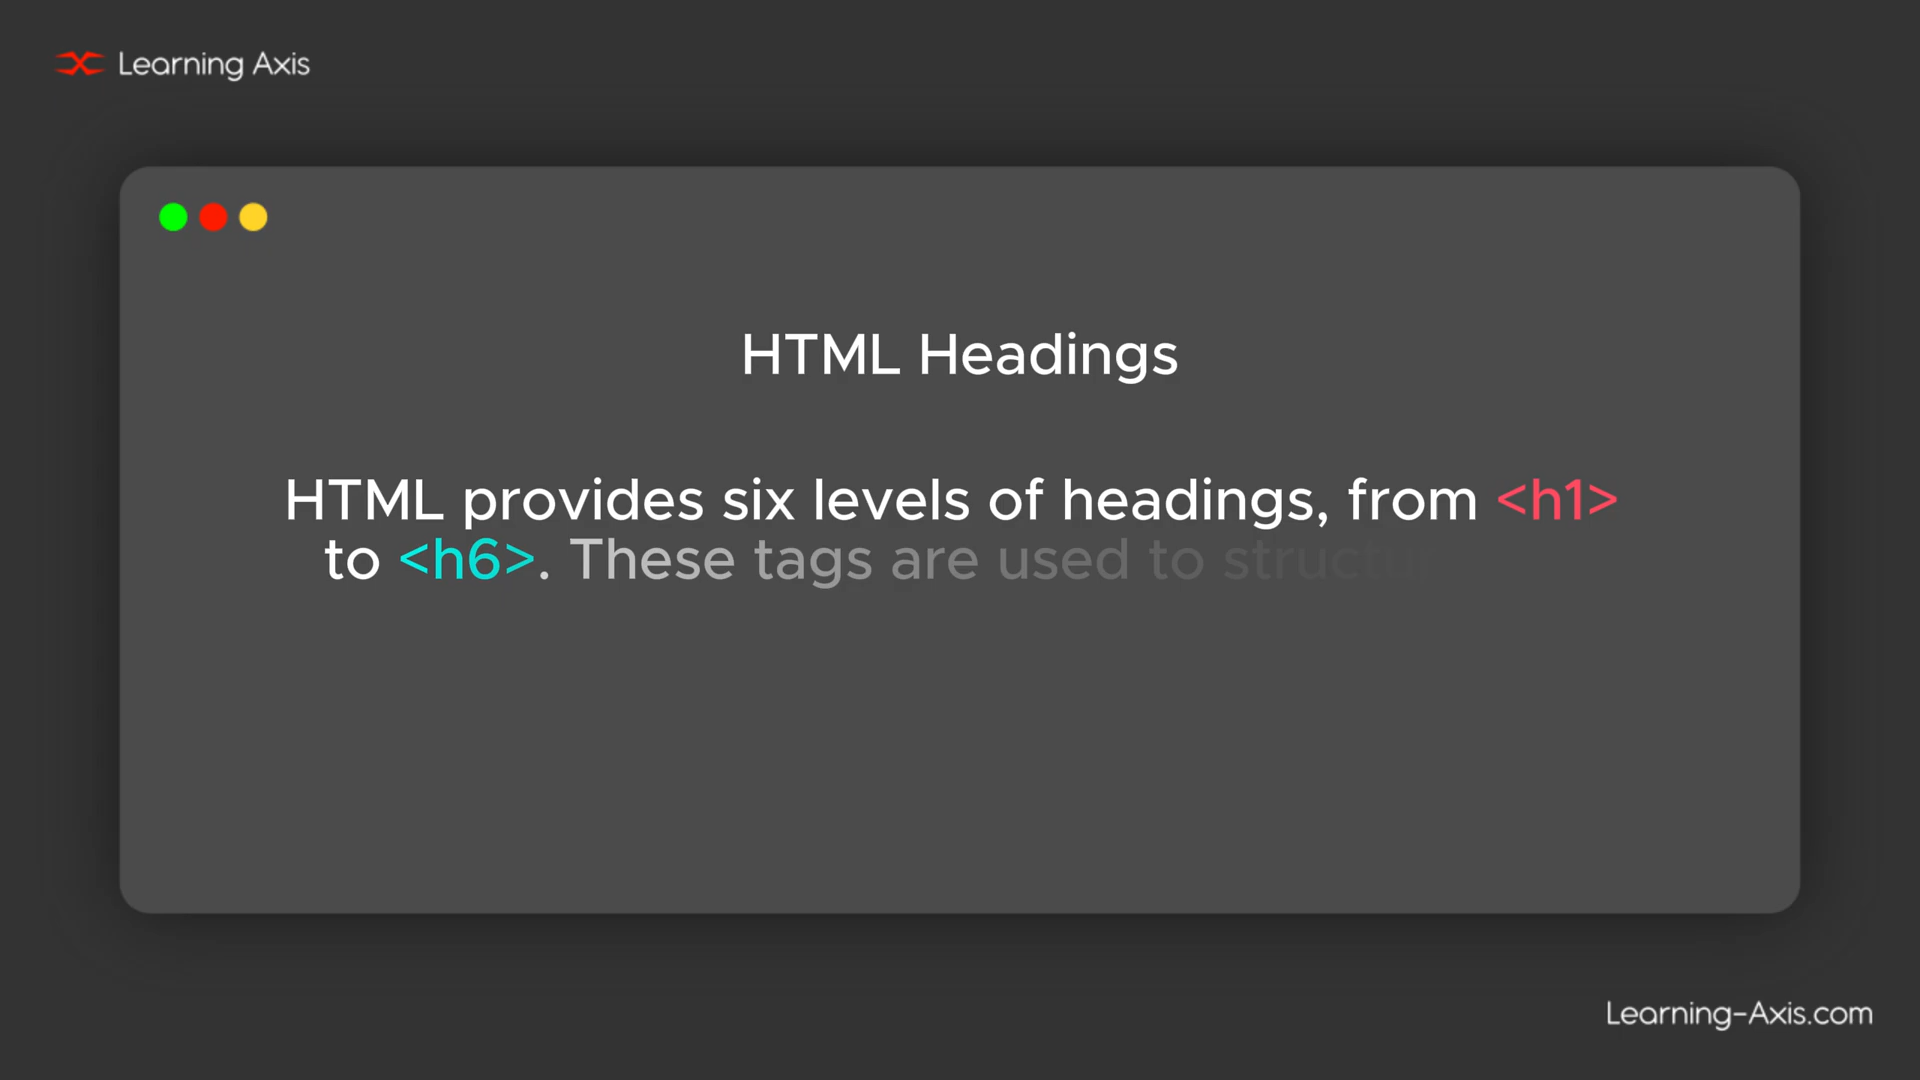 Learning Axis
HTML Headings
HTML provides six levels of headings, from <h1>
to <h6>. These tags are used to
Learning-Axis.com